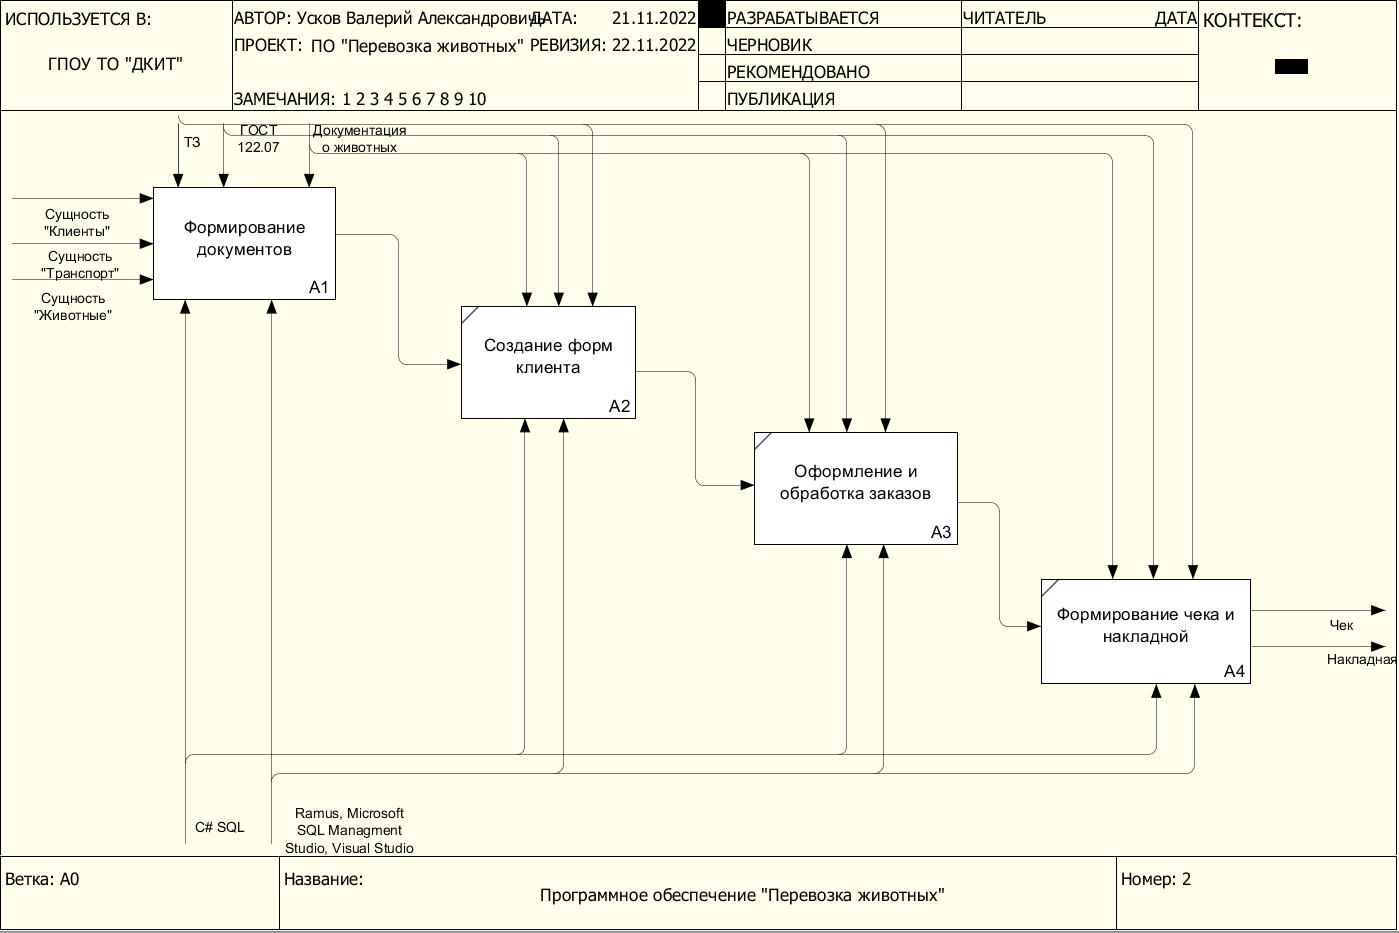 ИСПОЛЬЗУЕТСЯ В:
ГПОУ ТО "ДКИТ"
АВТОР: Усков Валерий Александрович
ДАТА: 21.11.2022
ПРОЕКТ: ПО "Перевозка животных"
РЕВИЗИЯ: 22.11.2022
ЗАМЕЧАНИЯ: 1 2 3 4 5 6 7 8 9 10
РАЗРАБАТЫВАЕТСЯ
ЧЕРНОВИК
РЕКОМЕНДОВАНО
ПУБЛИКАЦИЯ
ЧИТАТЕЛЬ
ДАТА
КОНТЕКСТ:
ТЗ
ГОСТ
122.07
Документация
о животных
Сущность
"Клиенты"
Сущность
"Транспорт"
Сущность
"Животные"
Формирование
документов
A1
Создание форм
клиента
A2
Оформление и
обработка заказов
A3
Формирование чека и
накладной
A4
Чек
Накладная
C# SQL
Ramus, Microsoft
SQL Managment
Studio, Visual Studio
Ветка: A0
Название:
Программное обеспечение "Перевозка животных"
Номер: 2